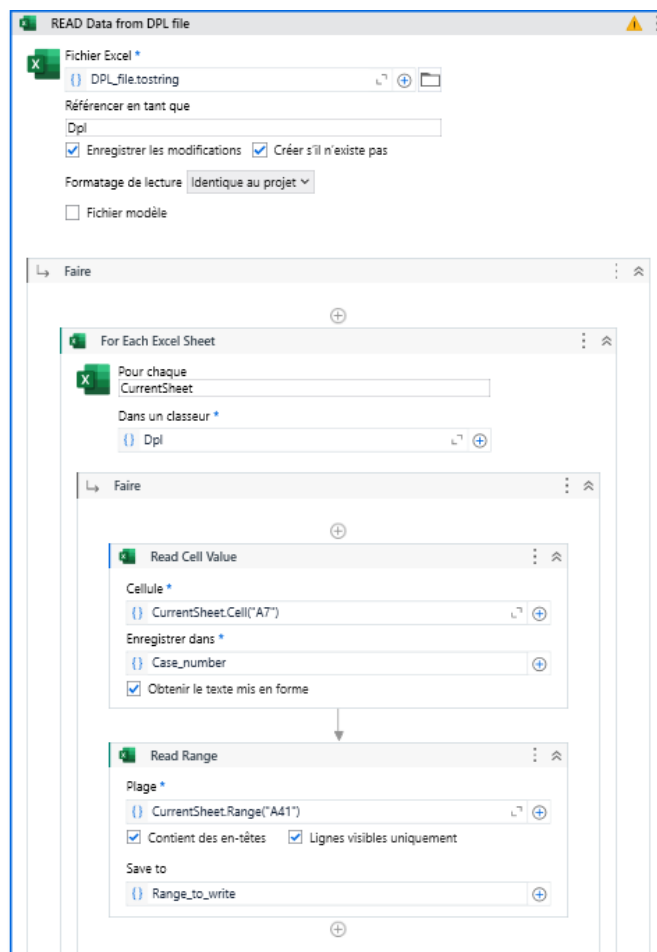 READ Data from DPL file
Fichier Excel *
{} DPL_file.tostring
Référencer en tant que
Dpl
Enregistrer les modifications Créer s'il n'existe pas
Formatage de lecture Identique au projet
Fichier modèle
Faire
For Each Excel Sheet
Pour chaque
CurrentSheet
Dans un classeur *
{} Dpl
Faire
Read Cell Value
Cellule *
{} CurrentSheet.Cell("A7")
Enregistrer dans *
{} Case_number
Obtenir le texte mis en forme
Read Range
Plage *
{} CurrentSheet.Range("A41")
Contient des en-têtes Lignes visibles uniquement
Save to
{} Range_to_write